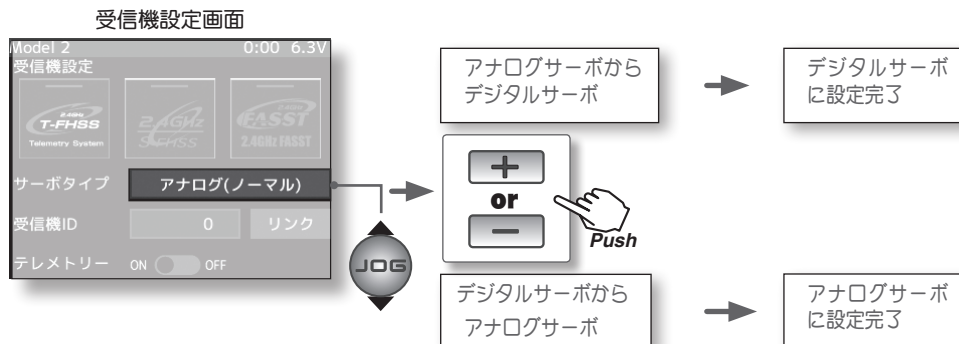 受信機設定画面
Model 2 0:00 6.3V
受信機設定
2.4GHz
T-FHSS
Telemetry System
2.4GHz
S-FHSS
2.4GHz
FASST
2.4GHz FASST
サーボタイプ アナログ(ノーマル)
受信機ID 0 リンク
テレメトリー ON OFF
JOG
アナログサーボから
デジタルサーボ
デジタルサーボ
に設定完了
+
or
−
Push
デジタルサーボから
アナログサーボ
アナログサーボ
に設定完了